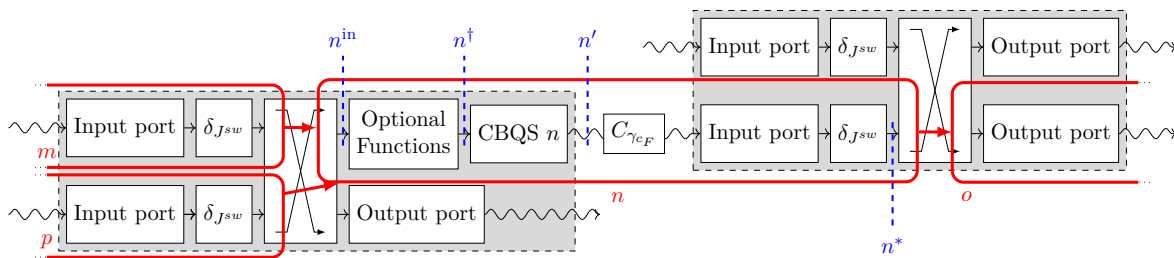 n^in n^† n′ Input port δ_{J^{sw}} Output port
Input port δ_{J^{sw}} Optional Functions CBQS n C_{γ_{c_F}} Input port δ_{J^{sw}} Output port
m
n o
Input port δ_{J^{sw}} Output port
p n^*